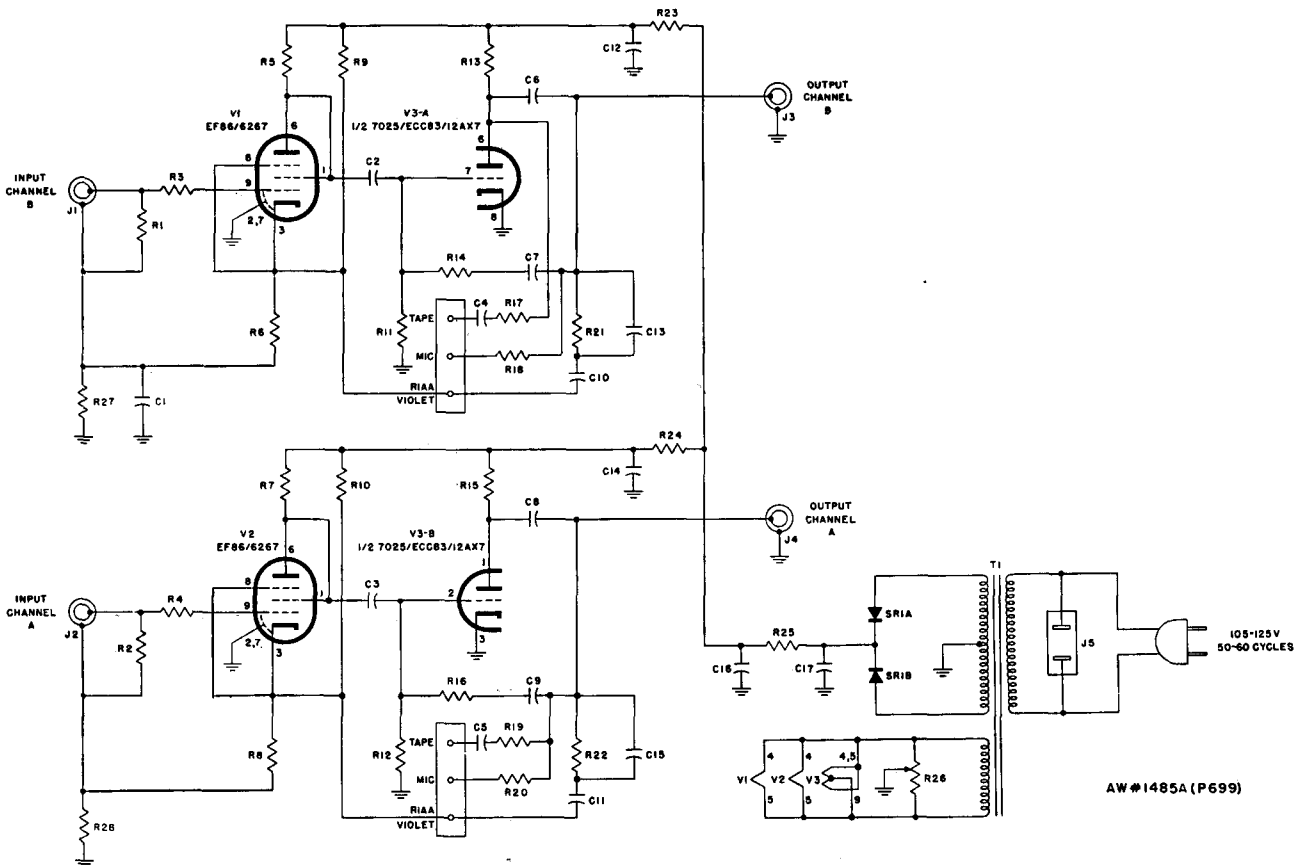 R23
C12
R5
R9
R13
C6
OUTPUT
CHANNEL
B
J3
V1
EF86/6267
V3-A
1/2 7025/ECC83/12AX7
6
6
8
1
C2
7
INPUT
CHANNEL
B
R3
9
J1
R1
2,7
3
8
R14
C7
C4
R17
TAPE
R6
R11
R21
C13
MIC
R18
C10
RIAA
VIOLET
R27
C1
R24
C14
R7
R10
R15
C8
OUTPUT
CHANNEL
A
J4
V2
EF86/6267
V3-B
1/2 7025/ECC83/12AX7
6
1
8
1
C3
2
INPUT
CHANNEL
A
R4
9
J2
R2
2,7
3
3
T1
SR1A
R25
J5
105-125V
50-60 CYCLES
C16
C17
SR1B
R16
C9
C5
R19
TAPE
R8
R12
R22
C15
MIC
R20
C11
RIAA
VIOLET
R28
4
4
4,5
V1
V2
V3
R26
5
5
9
AW#1485A (P699)